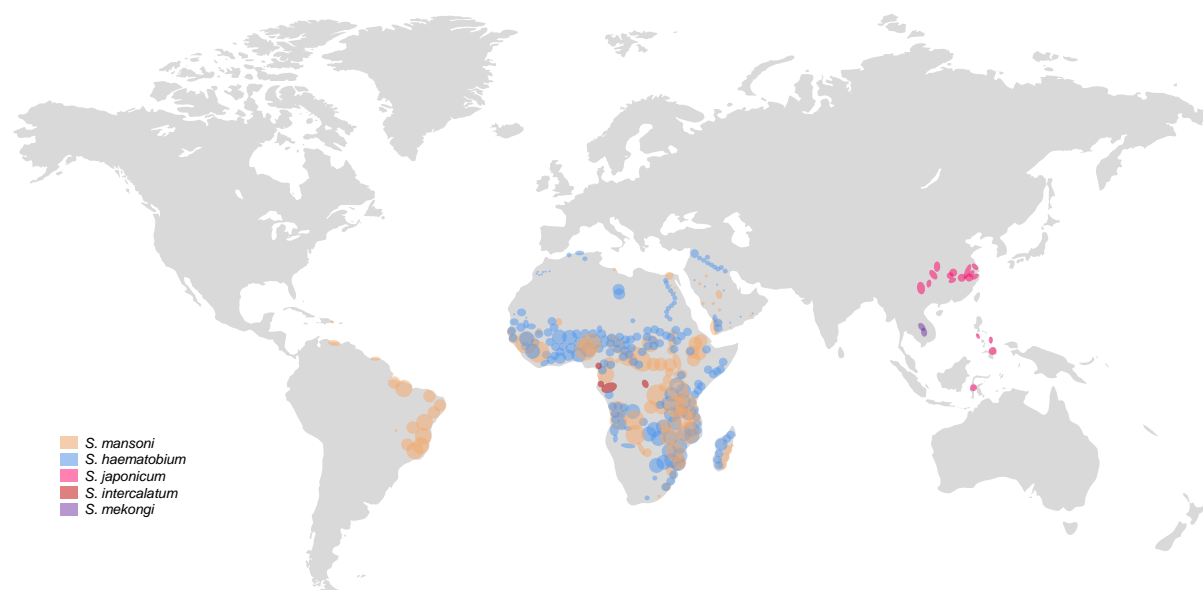 S. mansoni
S. haematobium
S. japonicum
S. intercalatum
S. mekongi